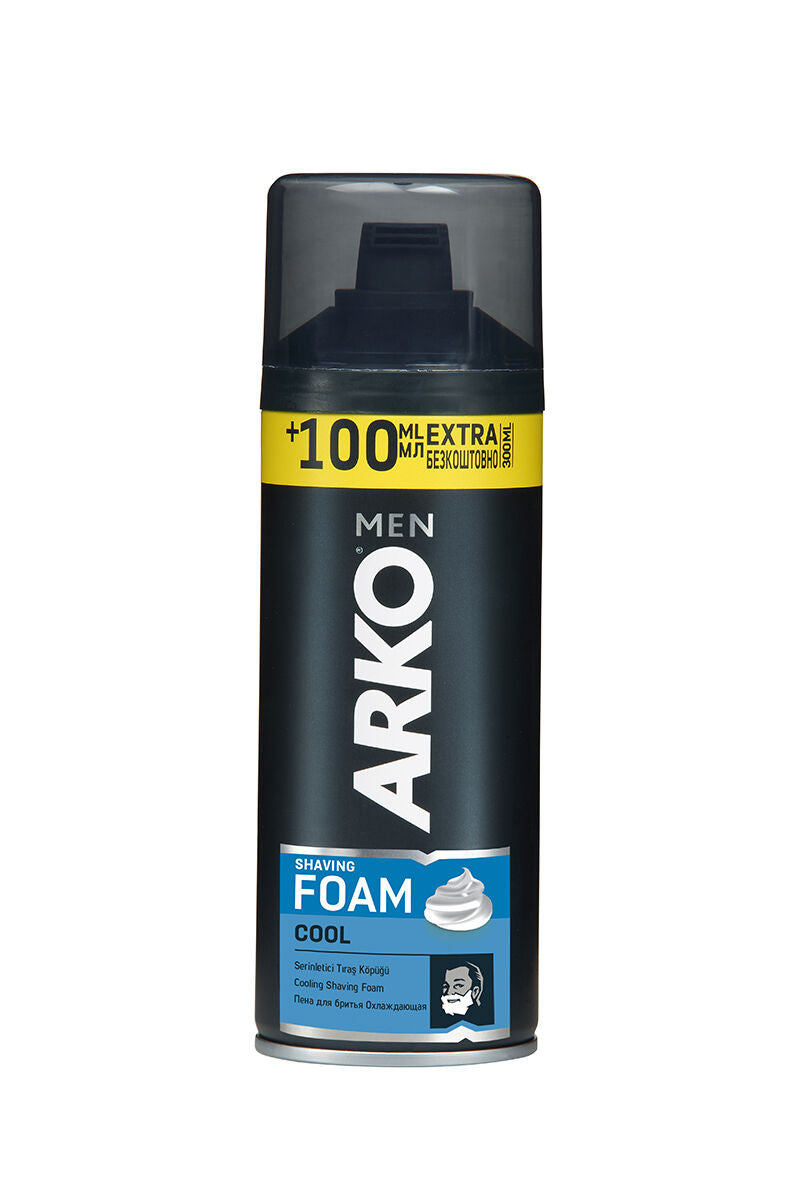 +100 ML EXTRA 300ML
МЛ БЕЗКОШТОВНО
MEN
ARKO®
SHAVING
FOAM
COOL
Serinletici Tıraş Köpüğü
Cooling Shaving Foam
Пена для бритья Охлаждающая